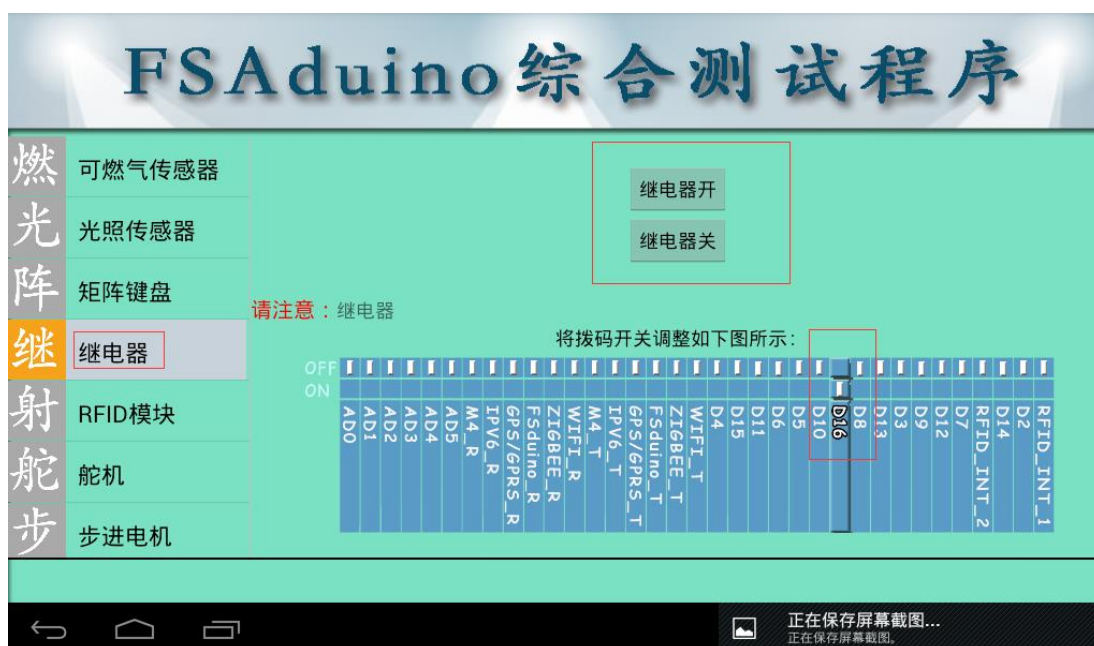 FSAduino综合测试程序
燃 可燃气传感器
光 光照传感器
阵 矩阵键盘
继 继电器
射 RFID模块
舵 舵机
步 步进电机
继电器开
继电器关
请注意：继电器
将拨码开关调整如下图所示：
OFF
ON
AD0
AD1
AD2
AD3
AD4
AD5
M4_R
IPV6_R
GPS/GPRS_R
FSduino_R
ZIGBEE_R
WIFI_R
M4_T
IPV6_T
GPS/GPRS_T
FSduino_T
ZIGBEE_T
WIFI_T
D4
D15
D11
D6
D5
D10
D16
D8
D13
D3
D9
D12
D7
RFID_INT_2
D14
D2
RFID_INT_1
正在保存屏幕截图...
正在保存屏幕截图。